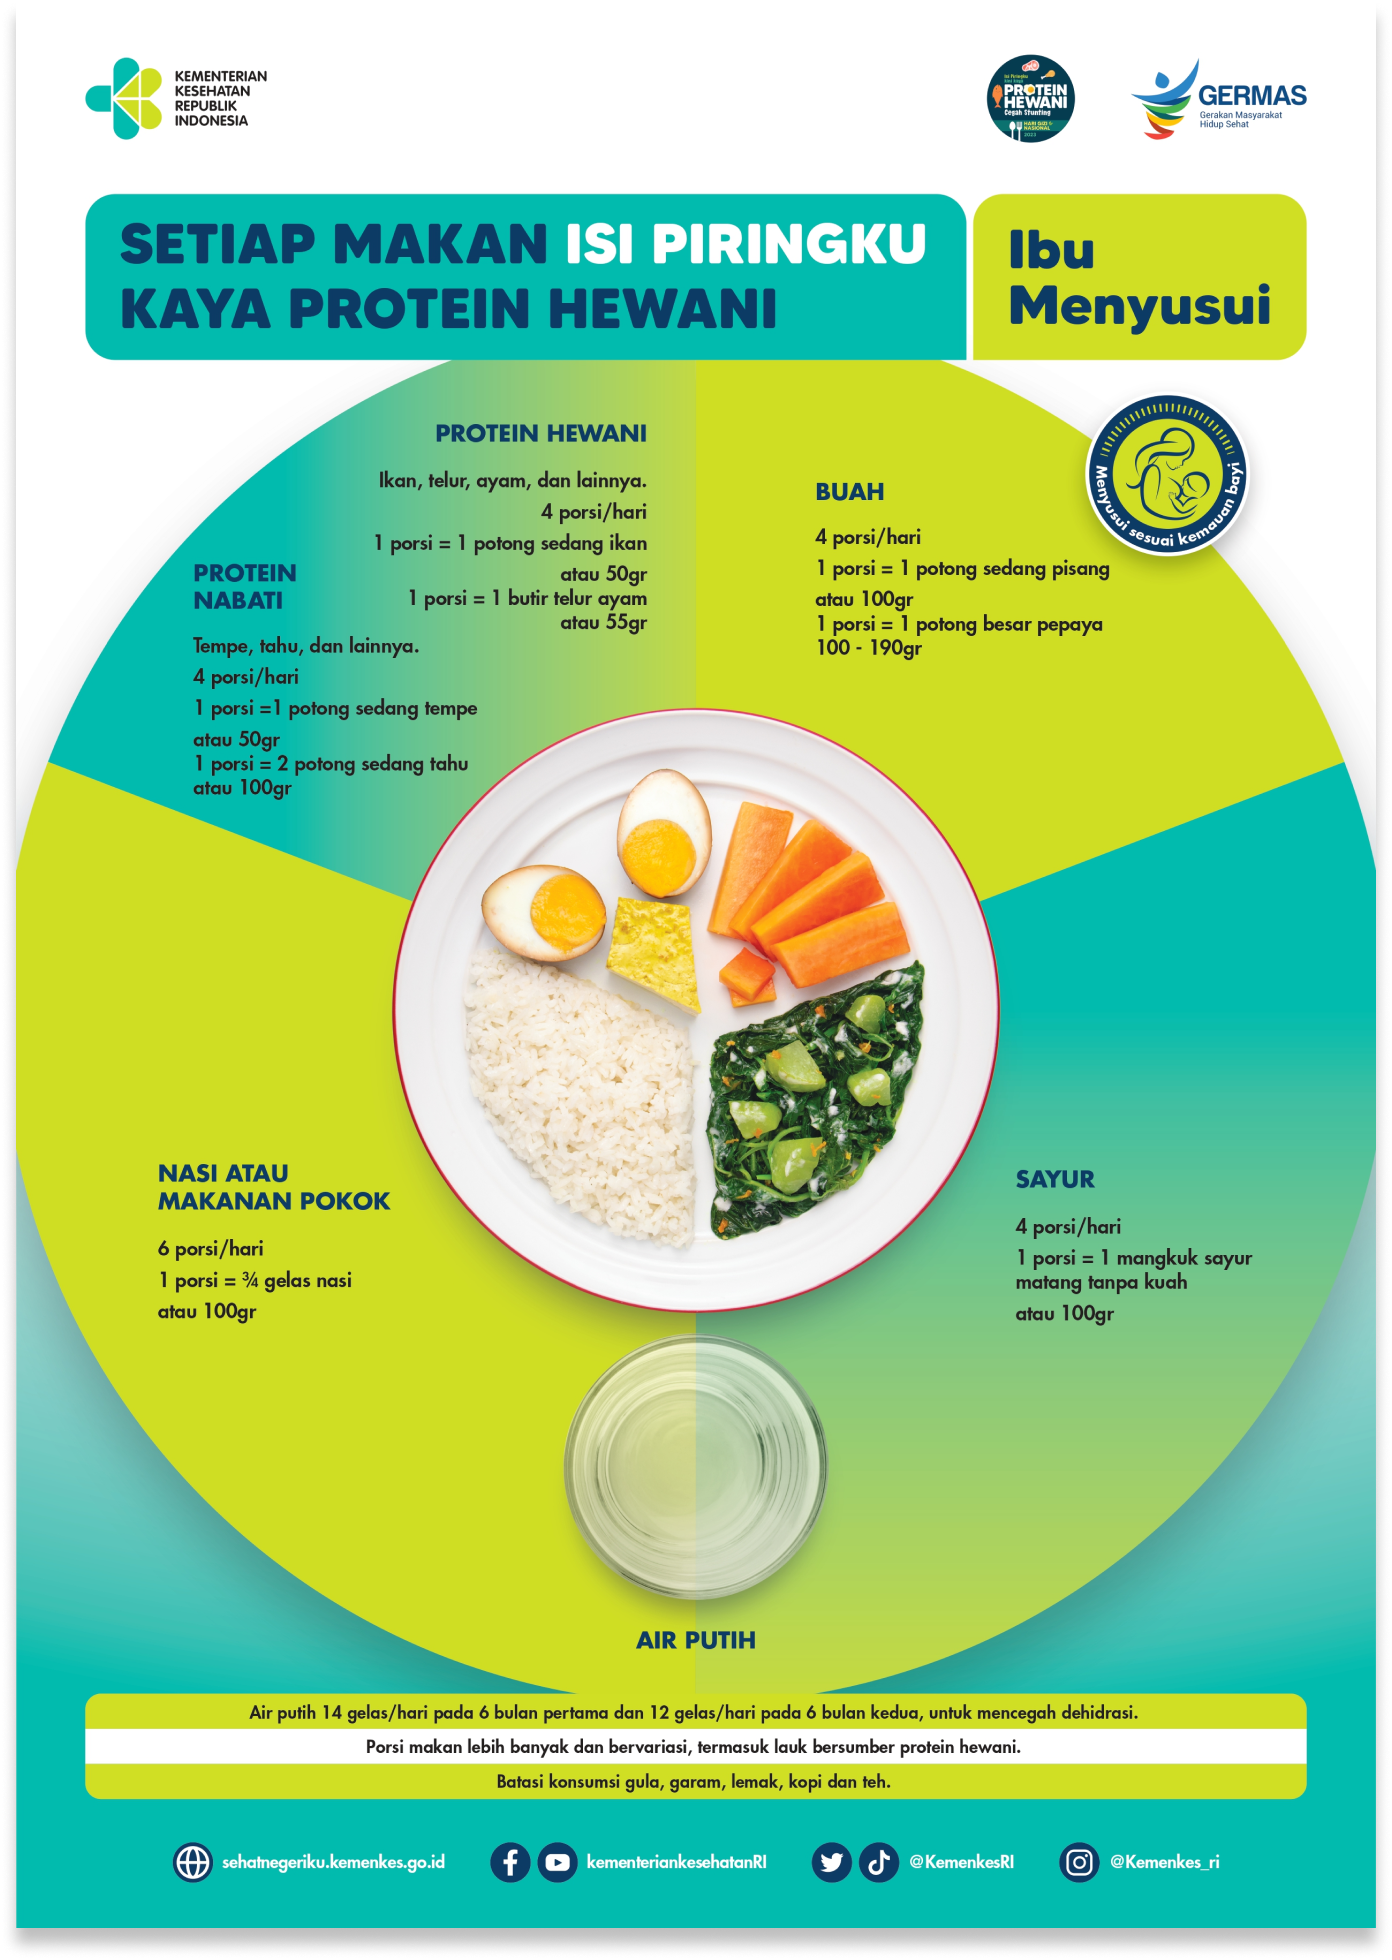 KEMENTERIAN
KESEHATAN
REPUBLIK
INDONESIA
Isi Piringku
kini kaya
PROTEIN
HEWANI
Cegah Stunting
HARI GIZI
NASIONAL
2023
GERMAS
Gerakan Masyarakat
Hidup Sehat
SETIAP MAKAN ISI PIRINGKU
KAYA PROTEIN HEWANI
Ibu
Menyusui
Menyusui sesuai kemauan bayi
PROTEIN HEWANI
Ikan, telur, ayam, dan lainnya.
4 porsi/hari
1 porsi = 1 potong sedang ikan
atau 50gr
1 porsi = 1 butir telur ayam
atau 55gr
BUAH
4 porsi/hari
1 porsi = 1 potong sedang pisang
atau 100gr
1 porsi = 1 potong besar pepaya
100 - 190gr
PROTEIN
NABATI
Tempe, tahu, dan lainnya.
4 porsi/hari
1 porsi =1 potong sedang tempe
atau 50gr
1 porsi = 2 potong sedang tahu
atau 100gr
NASI ATAU
MAKANAN POKOK
6 porsi/hari
1 porsi = ¾ gelas nasi
atau 100gr
SAYUR
4 porsi/hari
1 porsi = 1 mangkuk sayur
matang tanpa kuah
atau 100gr
AIR PUTIH
Air putih 14 gelas/hari pada 6 bulan pertama dan 12 gelas/hari pada 6 bulan kedua, untuk mencegah dehidrasi.
Porsi makan lebih banyak dan bervariasi, termasuk lauk bersumber protein hewani.
Batasi konsumsi gula, garam, lemak, kopi dan teh.
sehatnegeriku.kemenkes.go.id
kementeriankesehatanRI
@KemenkesRI
@Kemenkes_ri